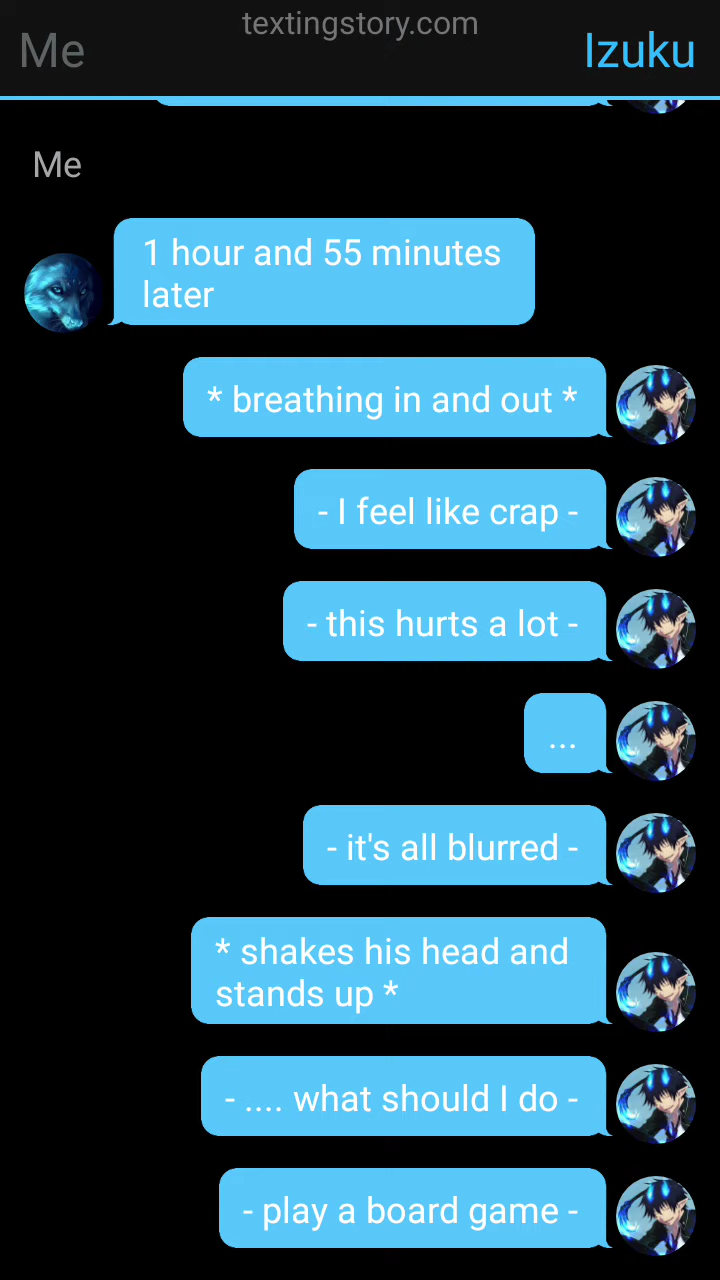 textingstory.com
Me
Izuku
Me
1 hour and 55 minutes
later
* breathing in and out *
- I feel like crap -
- this hurts a lot -
...
- it's all blurred -
* shakes his head and
stands up *
- .... what should I do -
- play a board game -